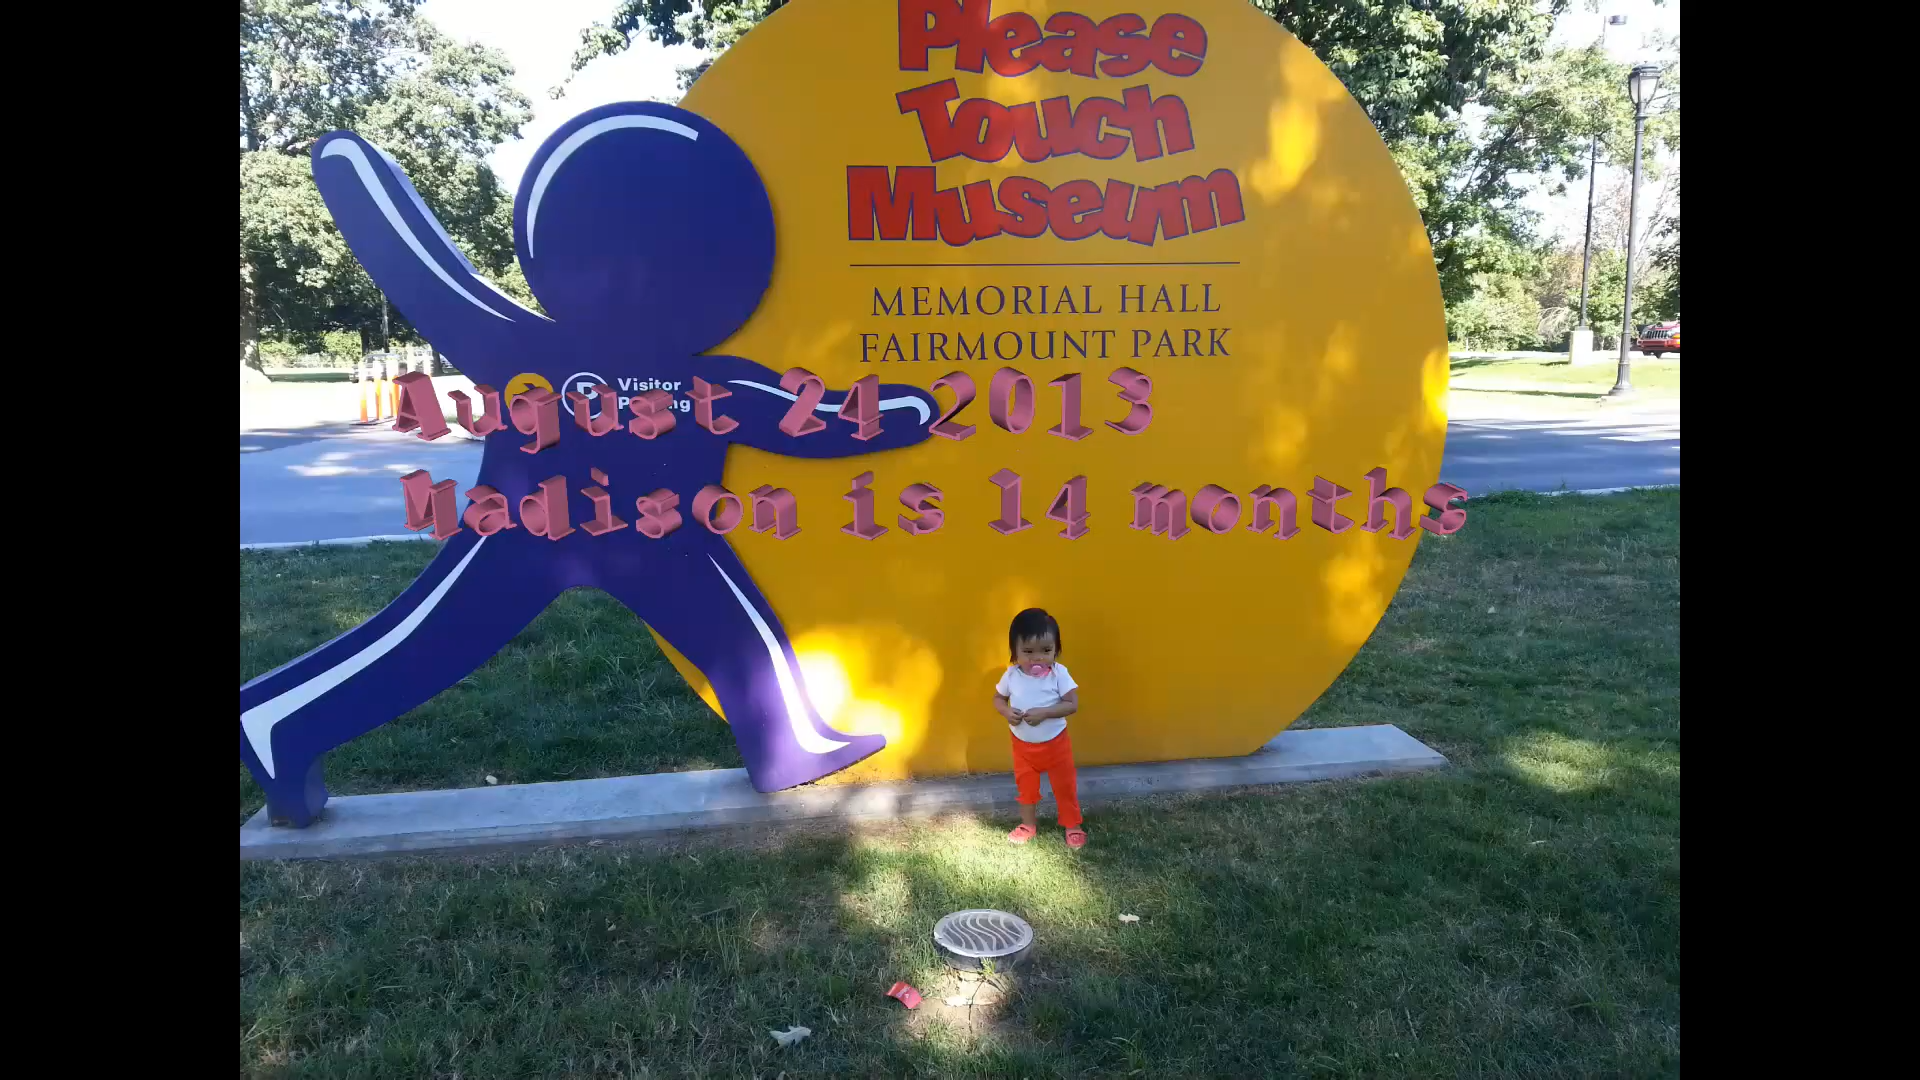 Please
Touch
Museum
MEMORIAL HALL
FAIRMOUNT PARK
Visitor
August 24 2013
Madison is 14 months